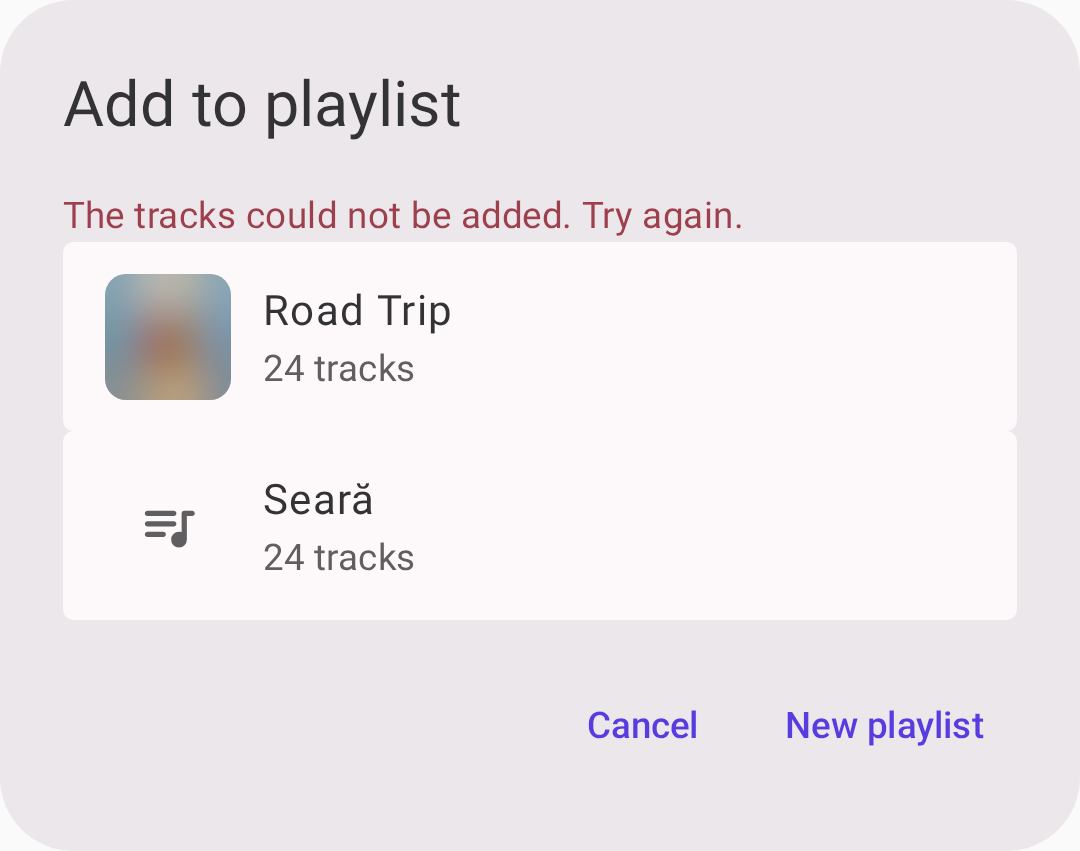 Add to playlist
The tracks could not be added. Try again.
Road Trip
24 tracks
Seară
24 tracks
Cancel
New playlist